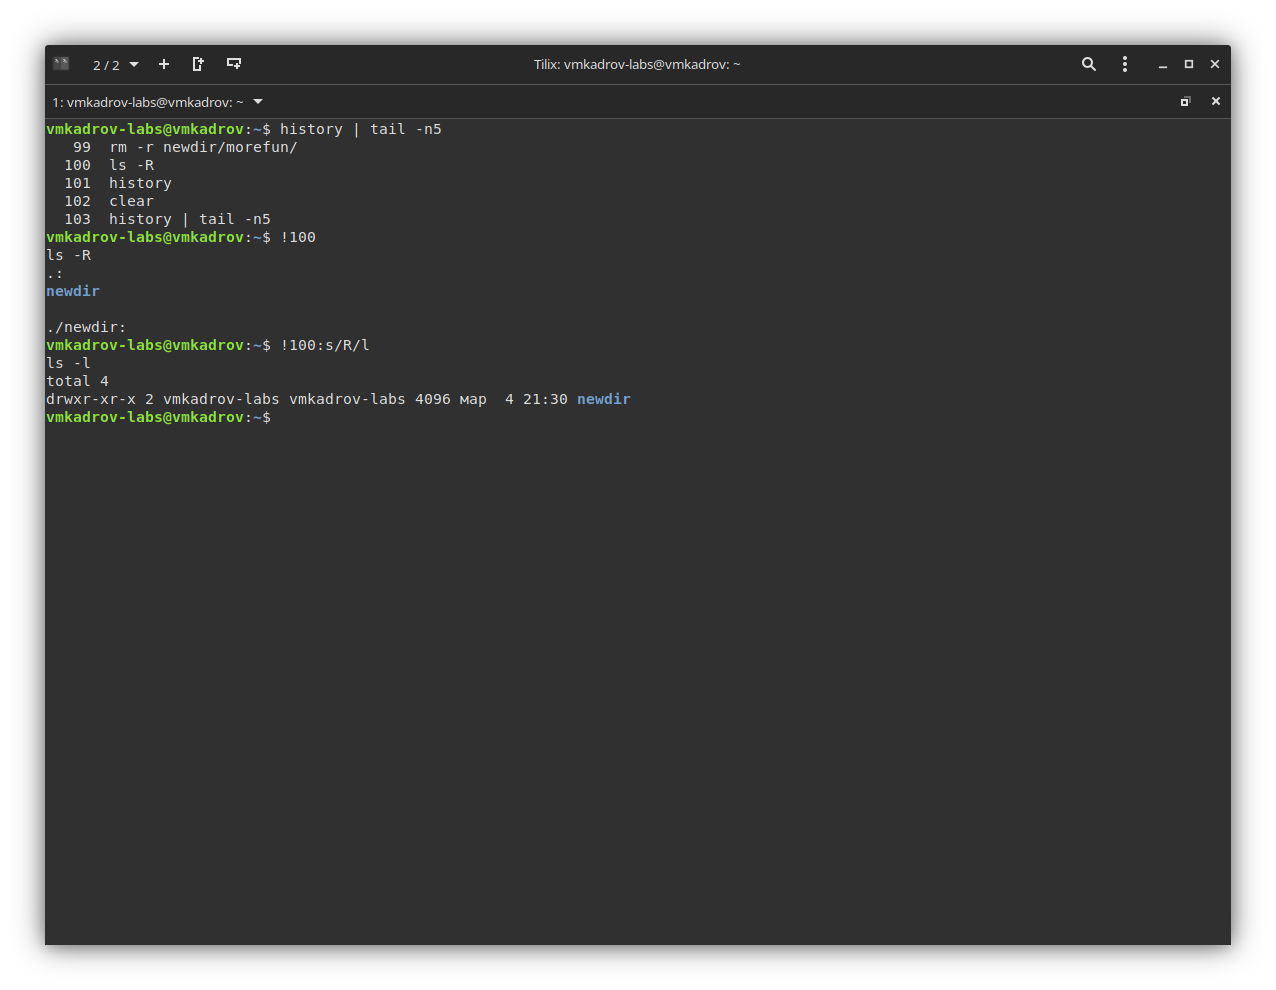 2 / 2
Tilix: vmkadrov-labs@vmkadrov: ~
1: vmkadrov-labs@vmkadrov: ~
vmkadrov-labs@vmkadrov:~$ history | tail -n5
   99  rm -r newdir/morefun/
  100  ls -R
  101  history
  102  clear
  103  history | tail -n5
vmkadrov-labs@vmkadrov:~$ !100
ls -R
.:
newdir

./newdir:
vmkadrov-labs@vmkadrov:~$ !100:s/R/l
ls -l
total 4
drwxr-xr-x 2 vmkadrov-labs vmkadrov-labs 4096 мар  4 21:30 newdir
vmkadrov-labs@vmkadrov:~$